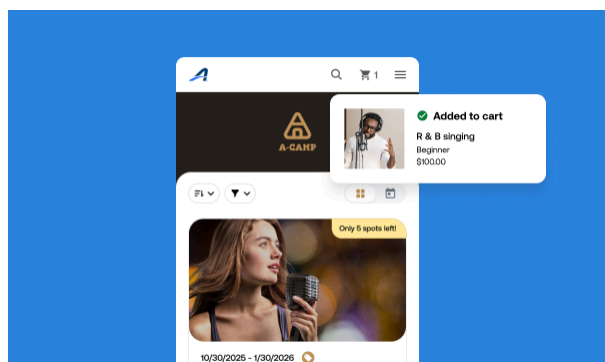 1
Added to cart
R & B singing
Beginner
$100.00
A-CAMP
Only 5 spots left!
10/30/2025 - 1/30/2026